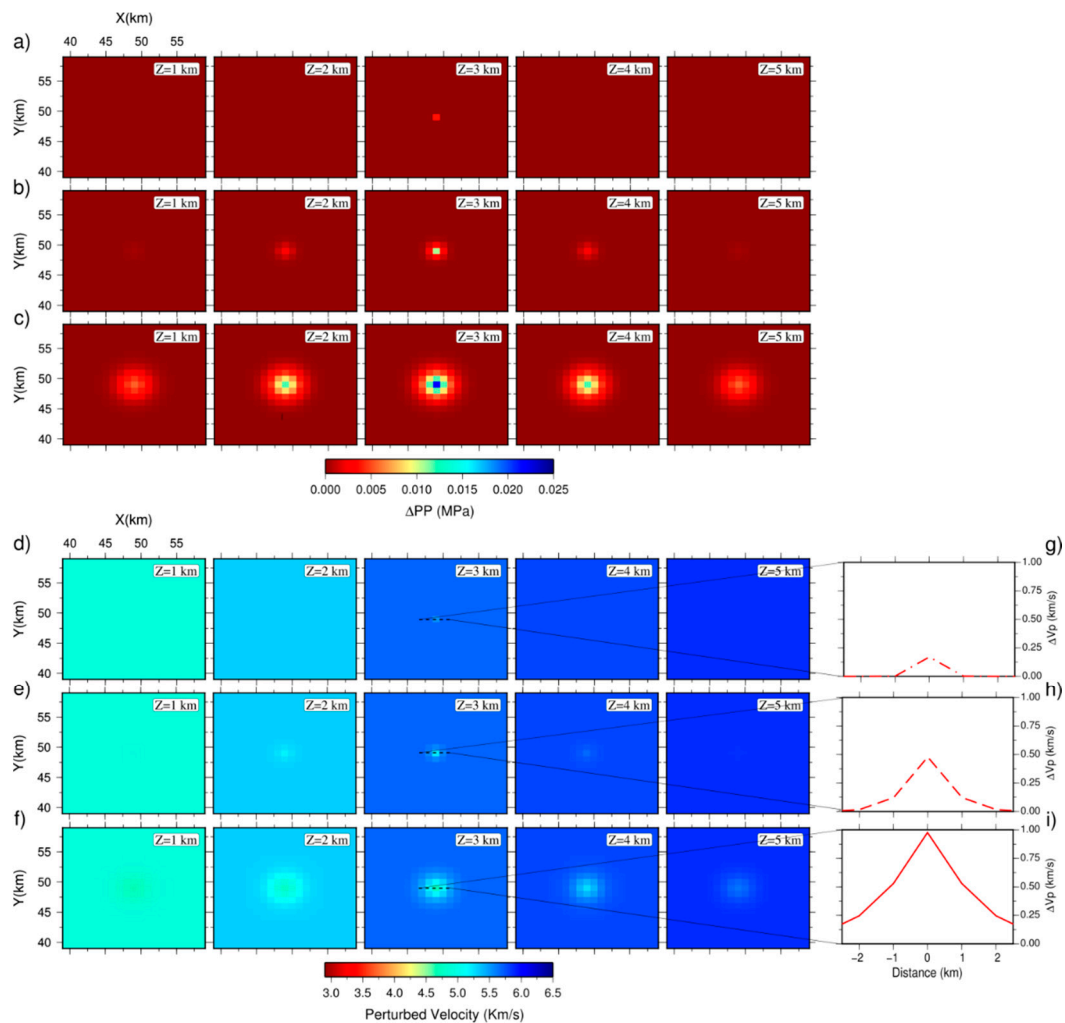 X(km)
40 45 50 55
a)
Y(km)
55
50
45
40
Z=1 km Z=2 km Z=3 km Z=4 km Z=5 km
b)
Y(km)
55
50
45
40
Z=1 km Z=2 km Z=3 km Z=4 km Z=5 km
c)
Y(km)
55
50
45
40
Z=1 km Z=2 km Z=3 km Z=4 km Z=5 km
0.000 0.005 0.010 0.015 0.020 0.025
ΔPP (MPa)
X(km)
40 45 50 55
d)
Y(km)
55
50
45
40
Z=1 km Z=2 km Z=3 km Z=4 km Z=5 km
g)
1.00
0.75
0.50
0.25
0.00
ΔVp (km/s)
e)
Y(km)
55
50
45
40
Z=1 km Z=2 km Z=3 km Z=4 km Z=5 km
h)
1.00
0.75
0.50
0.25
0.00
ΔVp (km/s)
f)
Y(km)
55
50
45
40
Z=1 km Z=2 km Z=3 km Z=4 km Z=5 km
i)
1.00
0.75
0.50
0.25
0.00
ΔVp (km/s)
−2 −1 0 1 2
Distance (km)
3.0 3.5 4.0 4.5 5.0 5.5 6.0 6.5
Perturbed Velocity (Km/s)